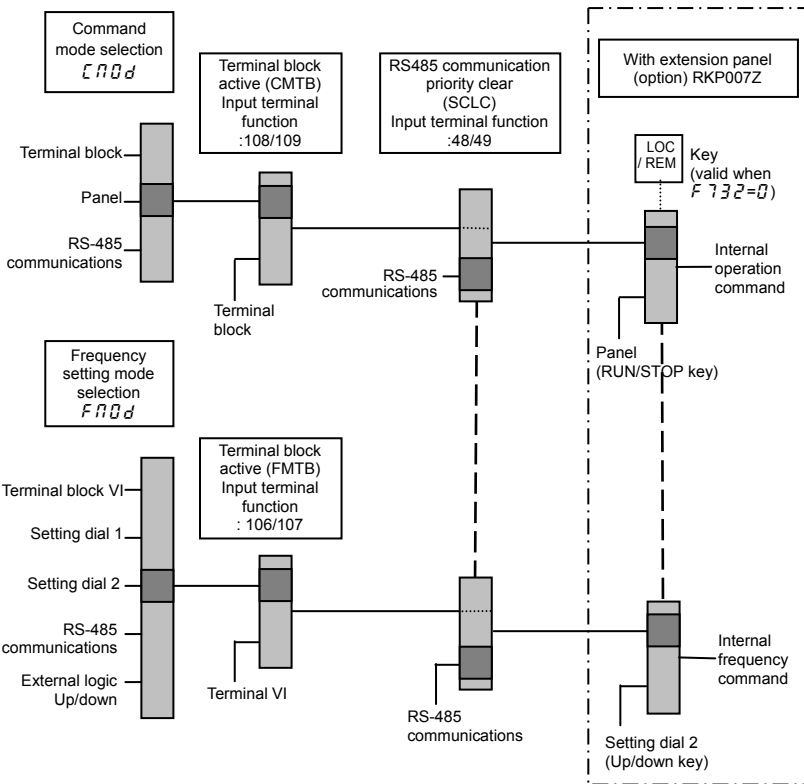 Command
mode selection
CMOd
Terminal block
active (CMTB)
Input terminal
function
:108/109
RS485 communication
priority clear
(SCLC)
Input terminal function
:48/49
With extension panel
(option) RKP007Z
Terminal block
Panel
RS-485
communications
Terminal
block
RS-485
communications
LOC
/ REM
Key
(valid when
F732=0)
Internal
operation
command
Panel
(RUN/STOP key)
Frequency
setting mode
selection
FMOd
Terminal block
active (FMTB)
Input terminal
function
: 106/107
Terminal block VI
Setting dial 1
Setting dial 2
RS-485
communications
External logic
Up/down
Terminal VI
RS-485
communications
Internal
frequency
command
Setting dial 2
(Up/down key)